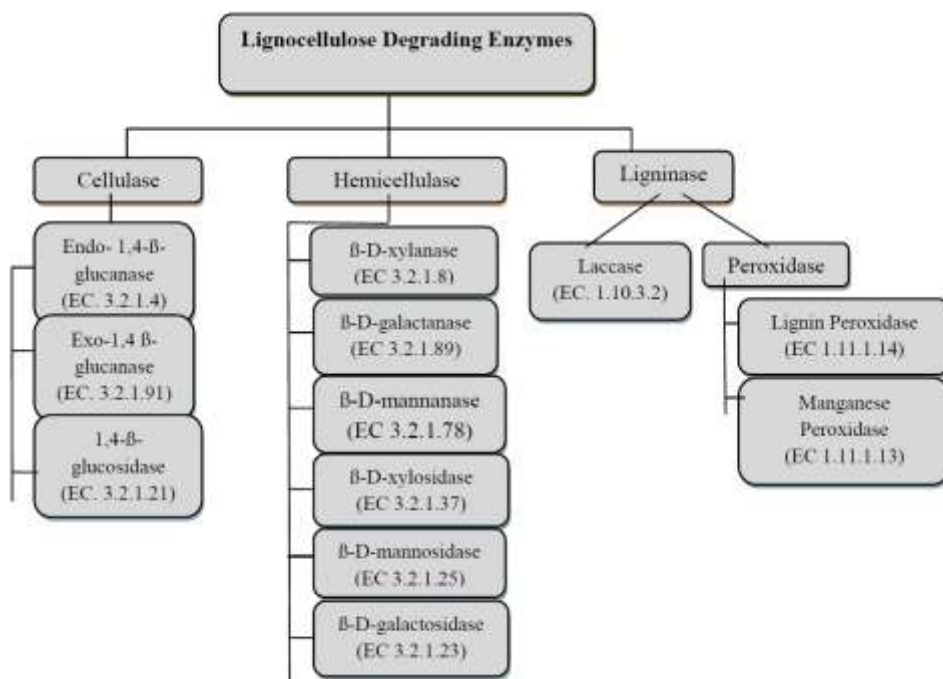 Lignocellulose Degrading Enzymes
Cellulase
Hemicellulase
Ligninase
Endo- 1,4-ß-
glucanase
(EC. 3.2.1.4)
Exo-1,4 ß-
glucanase
(EC. 3.2.1.91)
1,4-ß-
glucosidase
(EC. 3.2.1.21)
ß-D-xylanase
(EC 3.2.1.8)
ß-D-galactanase
(EC 3.2.1.89)
ß-D-mannanase
(EC 3.2.1.78)
ß-D-xylosidase
(EC 3.2.1.37)
ß-D-mannosidase
(EC 3.2.1.25)
ß-D-galactosidase
(EC 3.2.1.23)
Laccase
(EC. 1.10.3.2)
Peroxidase
Lignin Peroxidase
(EC 1.11.1.14)
Manganese
Peroxidase
(EC 1.11.1.13)